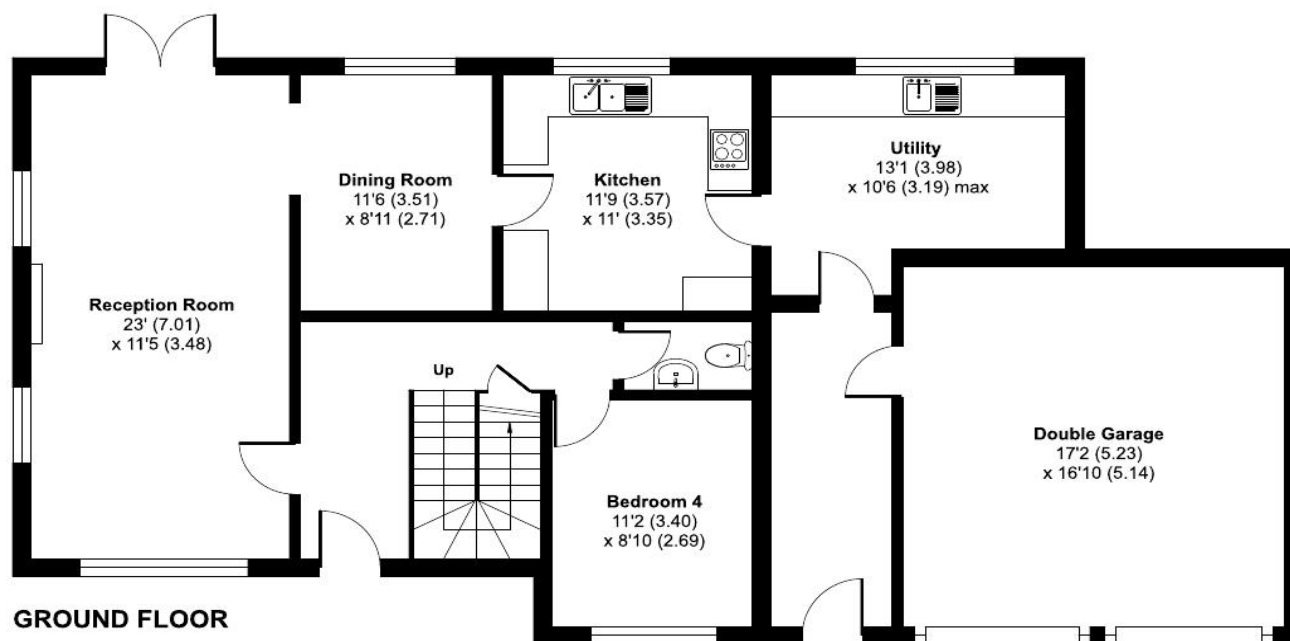 Dining Room
11'6 (3.51)
x 8'11 (2.71)
Kitchen
11'9 (3.57)
x 11' (3.35)
Utility
13'1 (3.98)
x 10'6 (3.19) max
Reception Room
23' (7.01)
x 11'5 (3.48)
Up
Double Garage
17'2 (5.23)
x 16'10 (5.14)
Bedroom 4
11'2 (3.40)
x 8'10 (2.69)
GROUND FLOOR